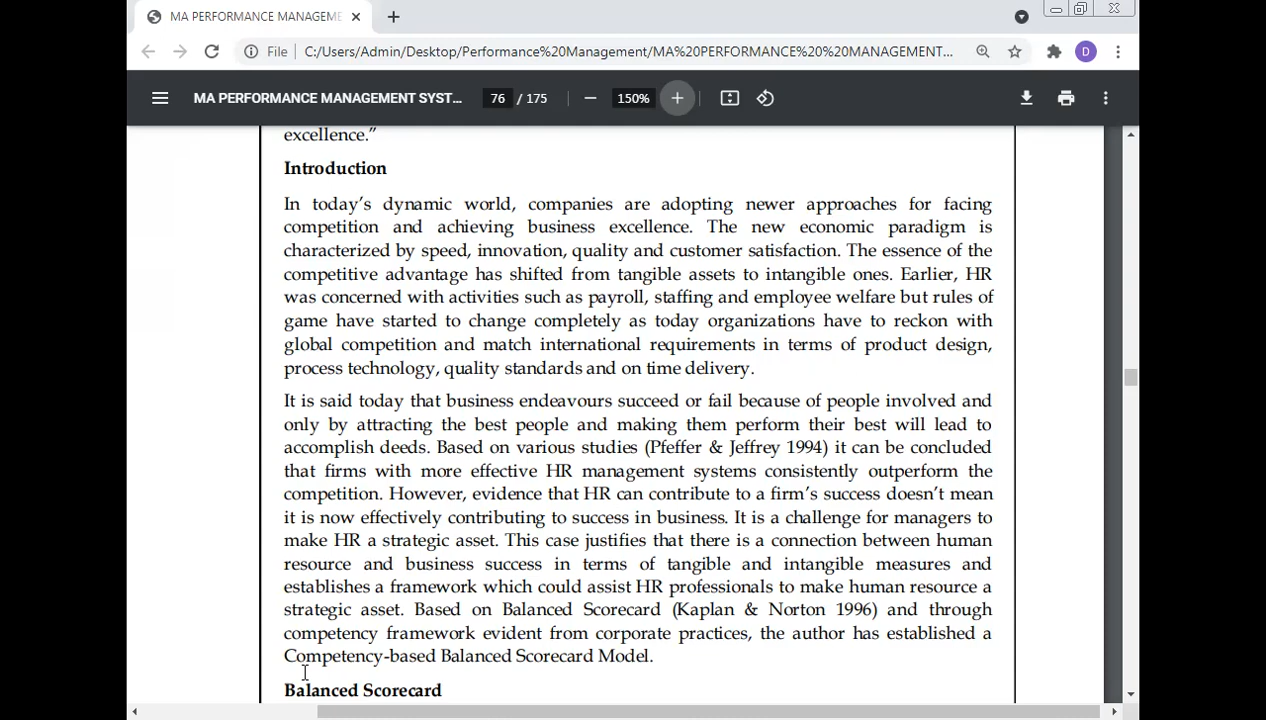 MA PERFORMANCE MANAGEME
File C:/Users/Admin/Desktop/Performance%20Management/MA%20PERFORMANCE%20%20MANAGEMENT...
D
MA PERFORMANCE MANAGEMENT SYST... 76 / 175 150%
excellence.”
Introduction
In today’s dynamic world, companies are adopting newer approaches for facing
competition and achieving business excellence. The new economic paradigm is
characterized by speed, innovation, quality and customer satisfaction. The essence of the
competitive advantage has shifted from tangible assets to intangible ones. Earlier, HR
was concerned with activities such as payroll, staffing and employee welfare but rules of
game have started to change completely as today organizations have to reckon with
global competition and match international requirements in terms of product design,
process technology, quality standards and on time delivery.
It is said today that business endeavours succeed or fail because of people involved and
only by attracting the best people and making them perform their best will lead to
accomplish deeds. Based on various studies (Pfeffer & Jeffrey 1994) it can be concluded
that firms with more effective HR management systems consistently outperform the
competition. However, evidence that HR can contribute to a firm’s success doesn’t mean
it is now effectively contributing to success in business. It is a challenge for managers to
make HR a strategic asset. This case justifies that there is a connection between human
resource and business success in terms of tangible and intangible measures and
establishes a framework which could assist HR professionals to make human resource a
strategic asset. Based on Balanced Scorecard (Kaplan & Norton 1996) and through
competency framework evident from corporate practices, the author has established a
Competency-based Balanced Scorecard Model.
Balanced Scorecard